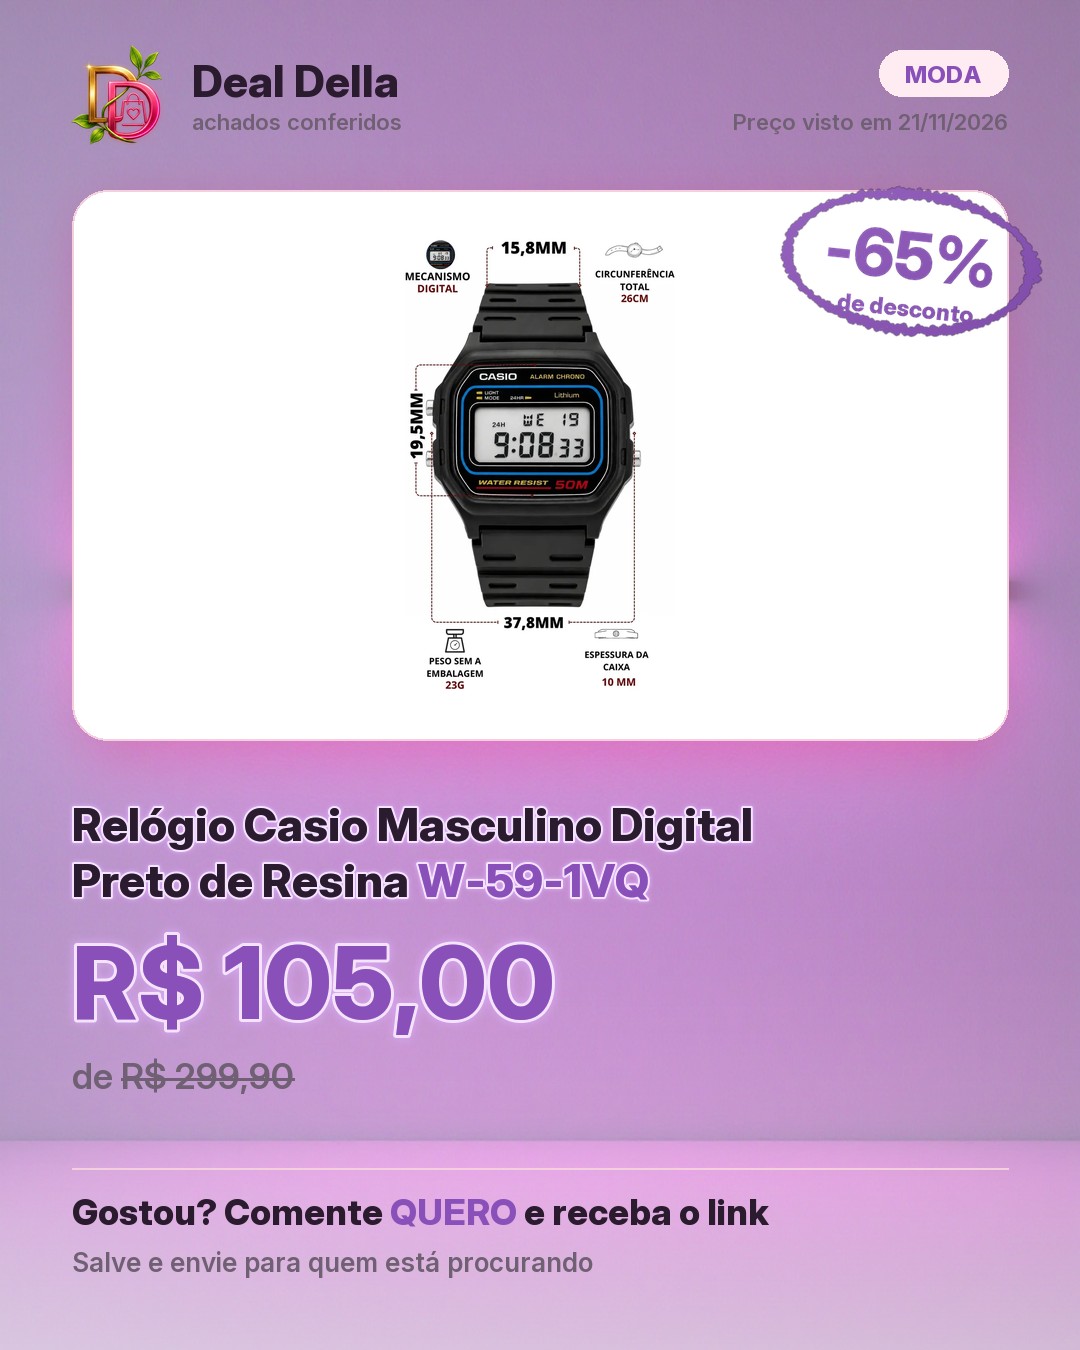 Deal Della
achados conferidos
MODA
Preço visto em 21/11/2026
-65%
de desconto
15,8MM
MECANISMO
DIGITAL
CIRCUNFERÊNCIA
TOTAL
26CM
CASIO ALARM CHRONO
LIGHT
MODE 24HR Lithium
24H WE 19
9:08 33
WATER RESIST 50M
19,5MM
37,8MM
PESO SEM A
EMBALAGEM
23G
ESPESSURA DA
CAIXA
10 MM
Relógio Casio Masculino Digital
Preto de Resina W-59-1VQ
R$ 105,00
de R$ 299,90
Gostou? Comente QUERO e receba o link
Salve e envie para quem está procurando